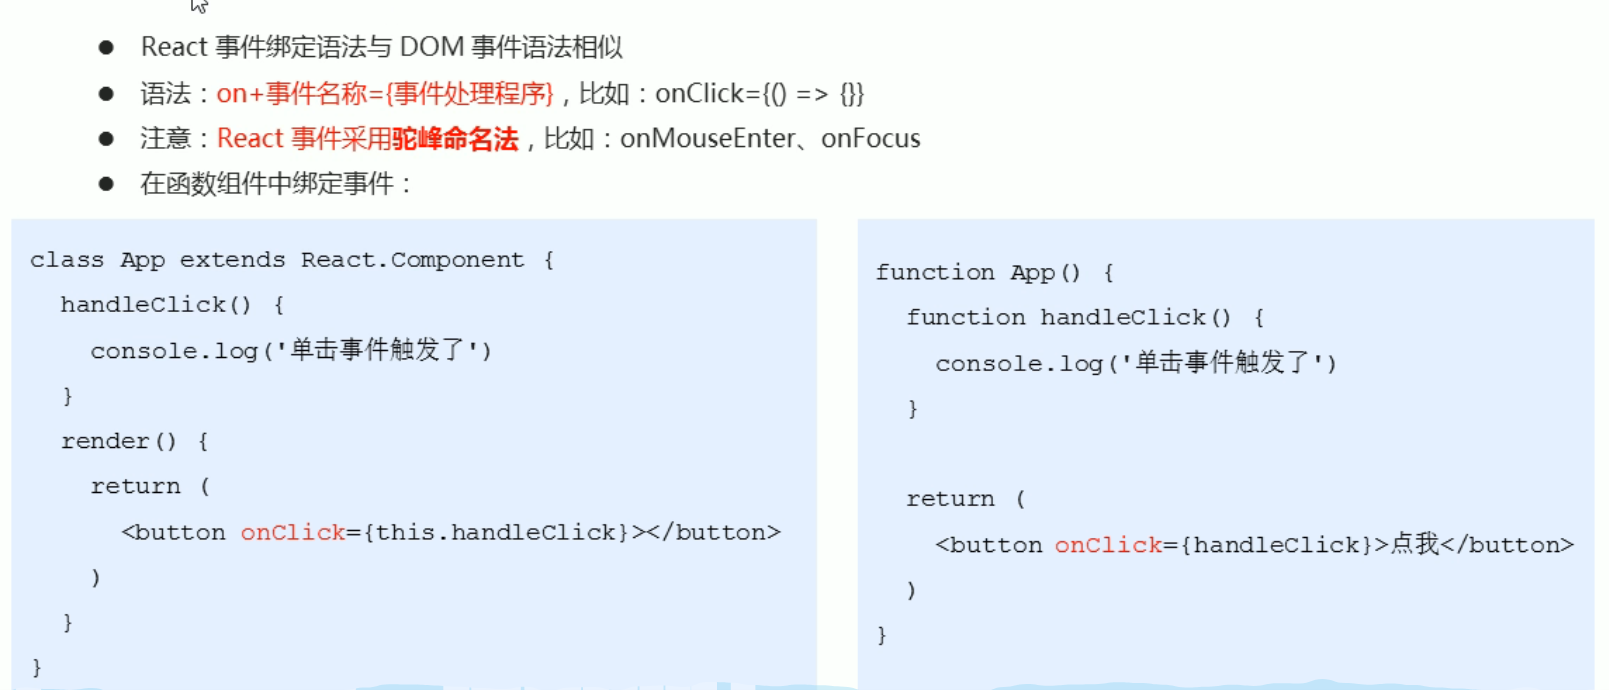 ● React 事件绑定语法与 DOM 事件语法相似
● 语法：on+事件名称={事件处理程序}，比如：onClick={() => {}}
● 注意：React 事件采用驼峰命名法，比如：onMouseEnter、onFocus
● 在函数组件中绑定事件：
class App extends React.Component {
handleClick() {
console.log('单击事件触发了')
}
render() {
return (
<button onClick={this.handleClick}></button>
)
}
}
function App() {
function handleClick() {
console.log('单击事件触发了')
}
return (
<button onClick={handleClick}>点我</button>
)
}